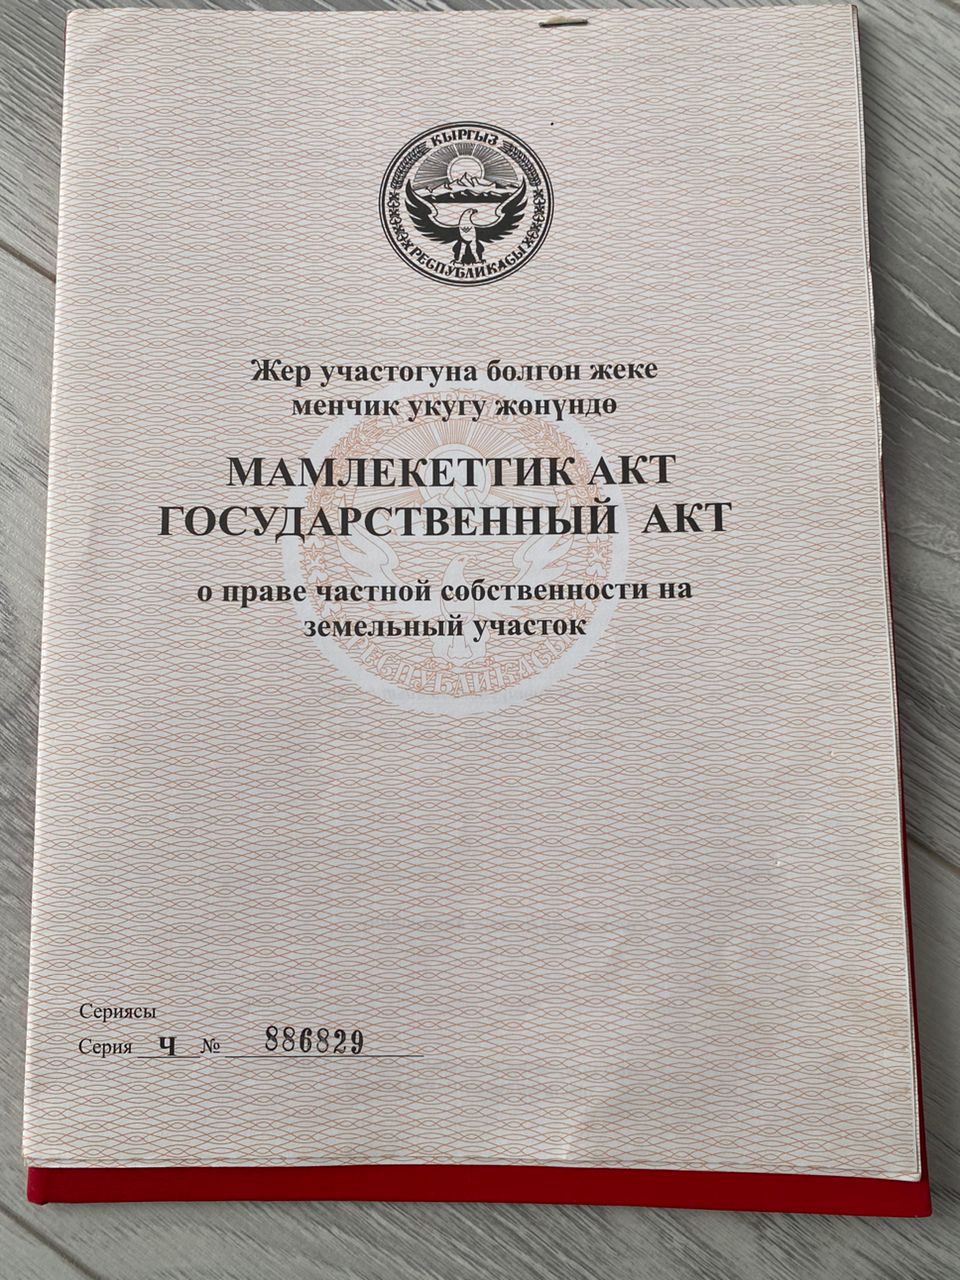 КЫРГЫЗ
РЕСПУБЛИКАСЫ
Жер участогуна болгон жеке
менчик укугу жөнүндө
МАМЛЕКЕТТИК АКТ
ГОСУДАРСТВЕННЫЙ АКТ
о праве частной собственности на
земельный участок
РЕСПУБЛИКАСЫ
Сериясы
Серия Ч № 886829